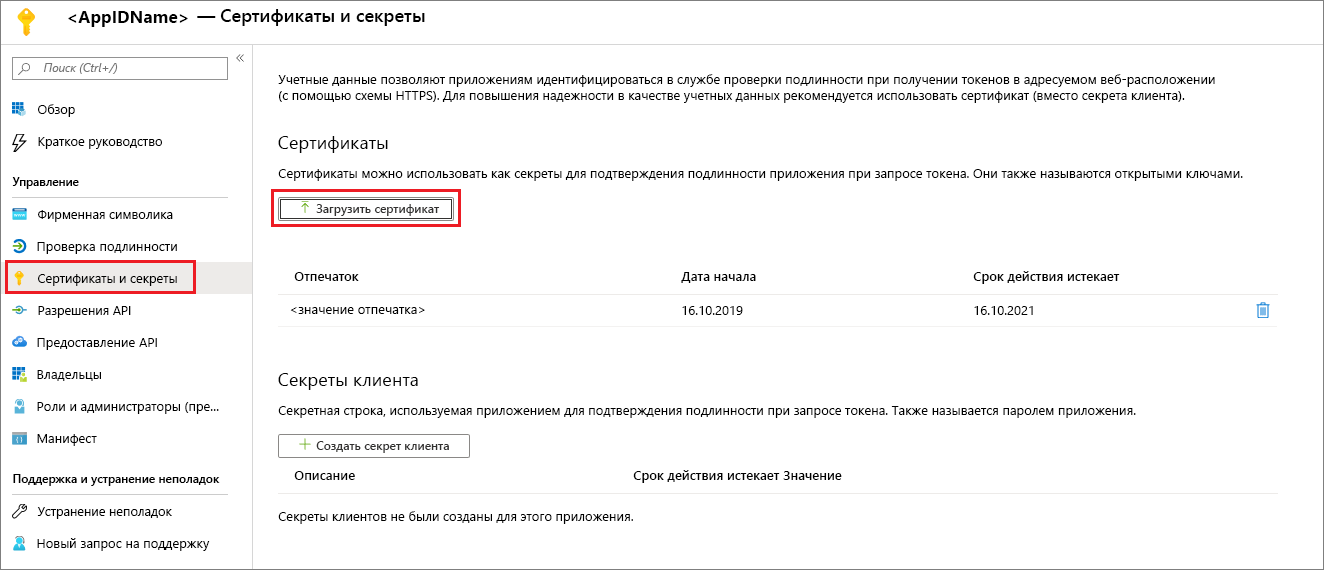 <AppIDName> — Сертификаты и секреты
Поиск (Ctrl+/)
«
Обзор
Краткое руководство
Управление
Фирменная символика
Проверка подлинности
Сертификаты и секреты
Разрешения API
Предоставление API
Владельцы
Роли и администраторы (пре...
Манифест
Поддержка и устранение неполадок
Устранение неполадок
Новый запрос на поддержку
Учетные данные позволяют приложениям идентифицироваться в службе проверки подлинности при получении токенов в адресуемом веб-расположении
(с помощью схемы HTTPS). Для повышения надежности в качестве учетных данных рекомендуется использовать сертификат (вместо секрета клиента).
Сертификаты
Сертификаты можно использовать как секреты для подтверждения подлинности приложения при запросе токена. Они также называются открытыми ключами.
Загрузить сертификат
Отпечаток Дата начала Срок действия истекает
<значение отпечатка> 16.10.2019 16.10.2021
Секреты клиента
Секретная строка, используемая приложением для подтверждения подлинности при запросе токена. Также называется паролем приложения.
Создать секрет клиента
Описание Срок действия истекает Значение
Секреты клиентов не были созданы для этого приложения.